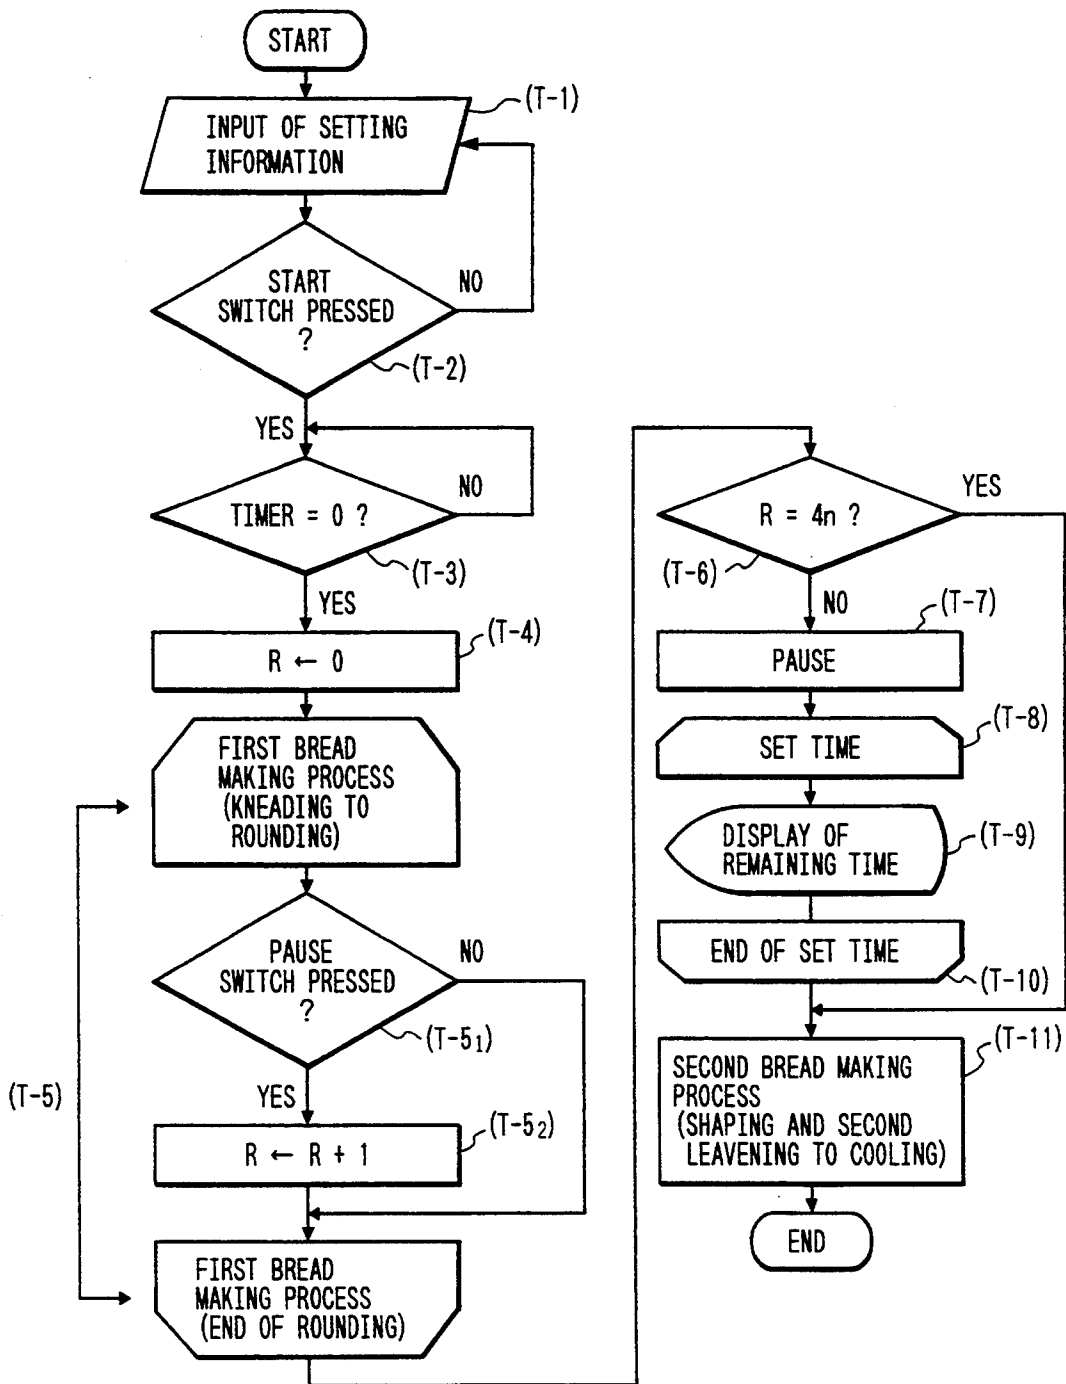 START
(T-1)
INPUT OF SETTING
INFORMATION
START
SWITCH PRESSED
?
NO
(T-2)
YES
TIMER = 0 ?
NO
(T-3)
YES
(T-4)
R ← 0
FIRST BREAD
MAKING PROCESS
(KNEADING TO
ROUNDING)
PAUSE
SWITCH PRESSED
?
NO
(T-5₁)
(T-5)
YES
(T-5₂)
R ← R + 1
FIRST BREAD
MAKING PROCESS
(END OF ROUNDING)
R = 4n ?
YES
(T-6)
NO
(T-7)
PAUSE
(T-8)
SET TIME
DISPLAY OF
REMAINING TIME
(T-9)
END OF SET TIME
(T-10)
(T-11)
SECOND BREAD MAKING
PROCESS
(SHAPING AND SECOND
LEAVENING TO COOLING)
END